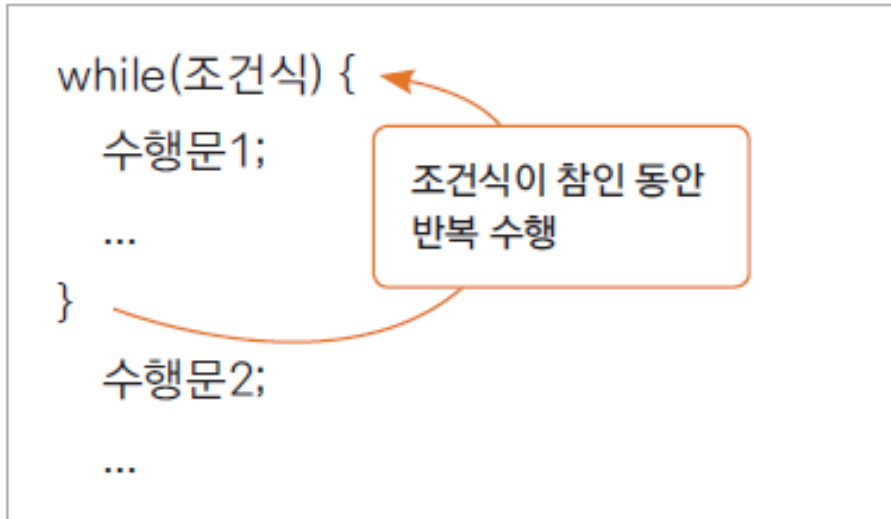 while(조건식) {
수행문1;
...
}
수행문2;
...
조건식이 참인 동안
반복 수행